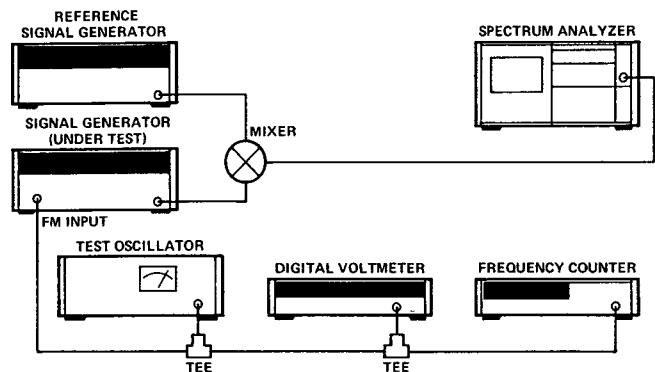 REFERENCE
SIGNAL GENERATOR
SPECTRUM ANALYZER
SIGNAL GENERATOR
(UNDER TEST)
MIXER
FM INPUT
TEST OSCILLATOR
DIGITAL VOLTMETER
FREQUENCY COUNTER
TEE
TEE